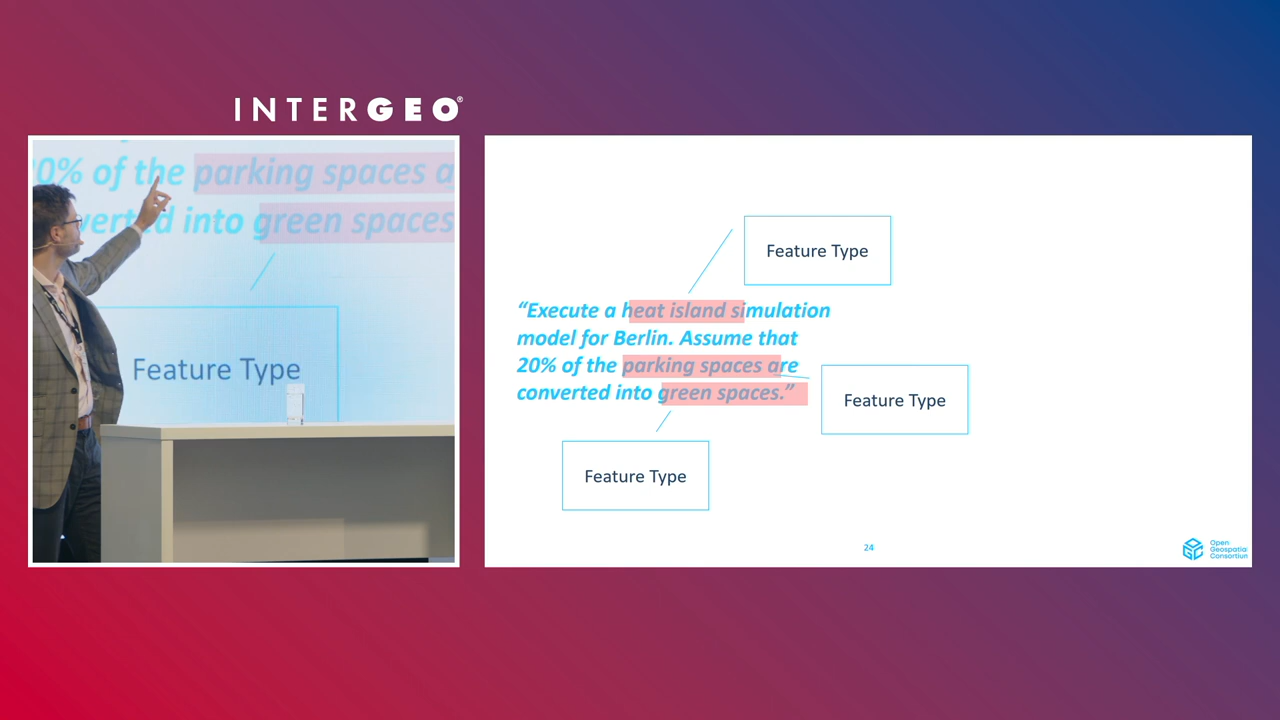 INTERGEO®
0% of the parking spaces a
verted into green spaces
Feature Type
Feature Type
“Execute a heat island simulation
model for Berlin. Assume that
20% of the parking spaces are
converted into green spaces.”
Feature Type
Feature Type
24
Open
Geospatial
Consortium